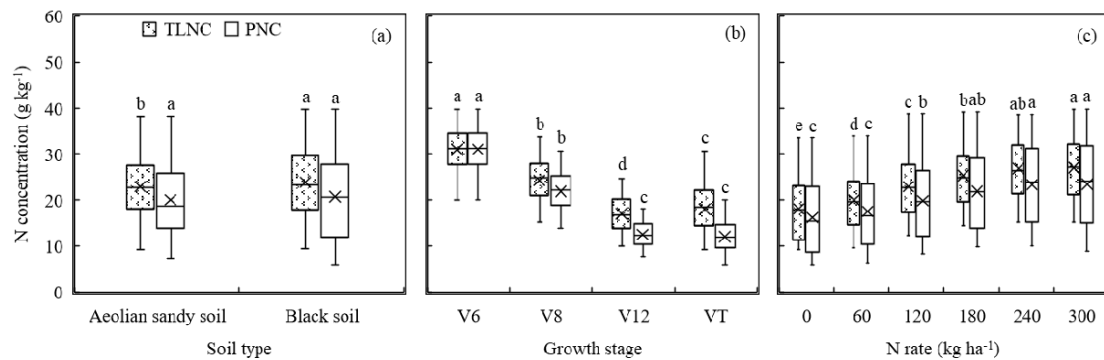 60
50
40
30
20
10
0
N concentration (g kg⁻¹)
TLNC PNC (a)
b a a a
Aeolian sandy soil Black soil
Soil type
(b)
a a b b d c c c
V6 V8 V12 VT
Growth stage
(c)
e c d c c b b ab ab a a a
0 60 120 180 240 300
N rate (kg ha⁻¹)